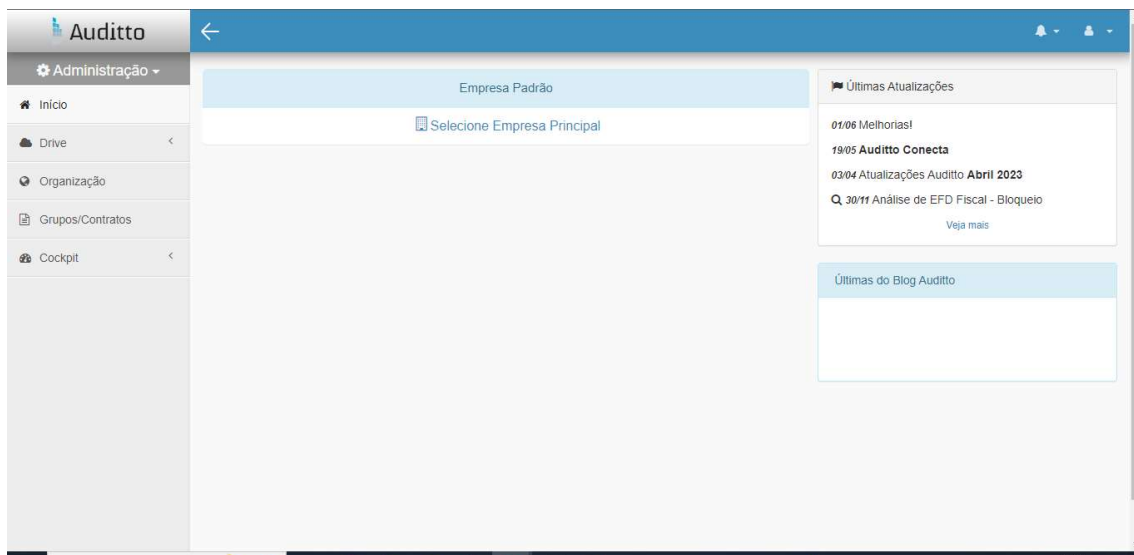 Auditto
Administração
Início
Drive
Organização
Grupos/Contratos
Cockpit
Empresa Padrão
Selecione Empresa Principal
Últimas Atualizações
01/06 Melhorias!
19/05 Auditto Conecta
03/04 Atualizações Auditto Abril 2023
30/11 Análise de EFD Fiscal - Bloqueio
Veja mais
Últimas do Blog Auditto